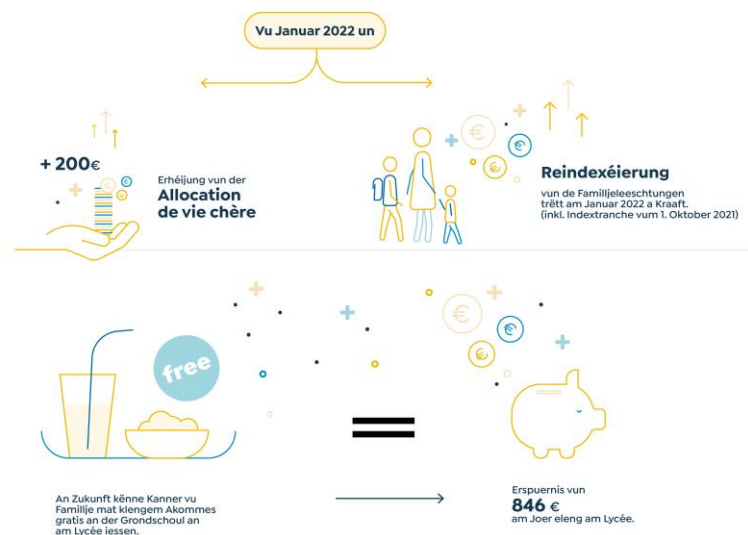 Vu Januar 2022 un
+ 200€
Erhéijung vun der
Allocation
de vie chère
Reindexéierung
vun de Familljeleeschtungen
trëtt am Januar 2022 a Kraaft.
(inkl. Indextranche vum 1. Oktober 2021)
free
An Zukunft kënne Kanner vu
Famillje mat klengem Akommes
gratis an der Grondschoul an
am Lycée iessen.
Erspuernis vun
846 €
am Joer eleng am Lycée.